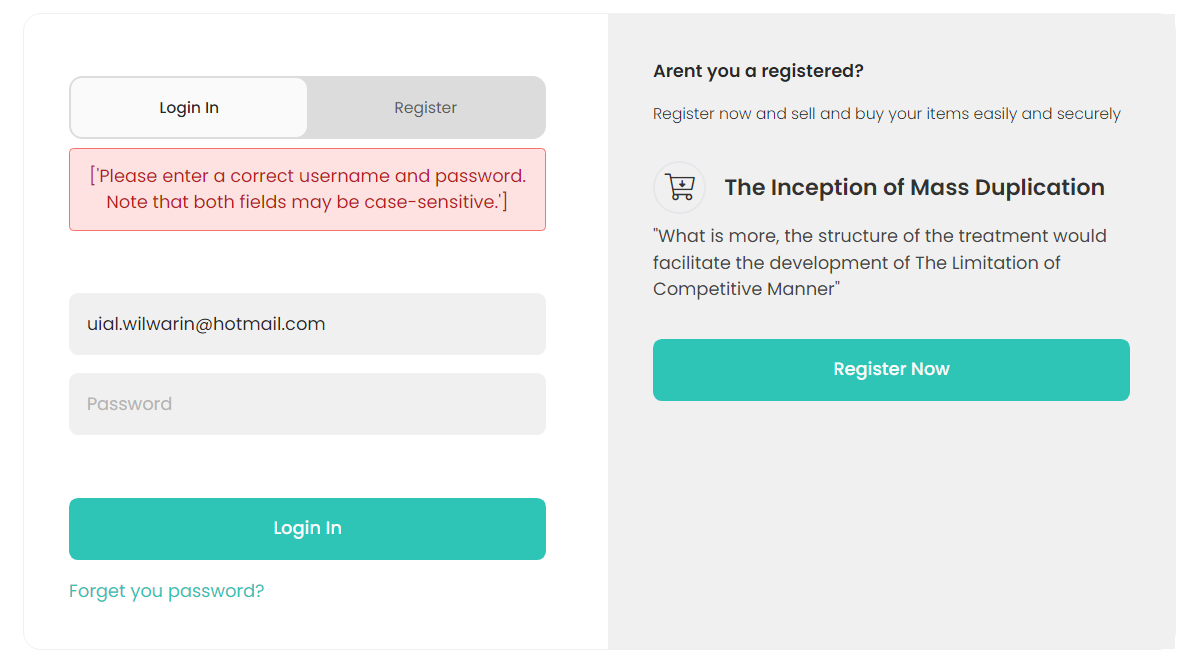 Login In
Register
['Please enter a correct username and password.
Note that both fields may be case-sensitive.']
uial.wilwarin@hotmail.com
Password
Login In
Forget you password?
Arent you a registered?
Register now and sell and buy your items easily and securely
The Inception of Mass Duplication
"What is more, the structure of the treatment would
facilitate the development of The Limitation of
Competitive Manner"
Register Now